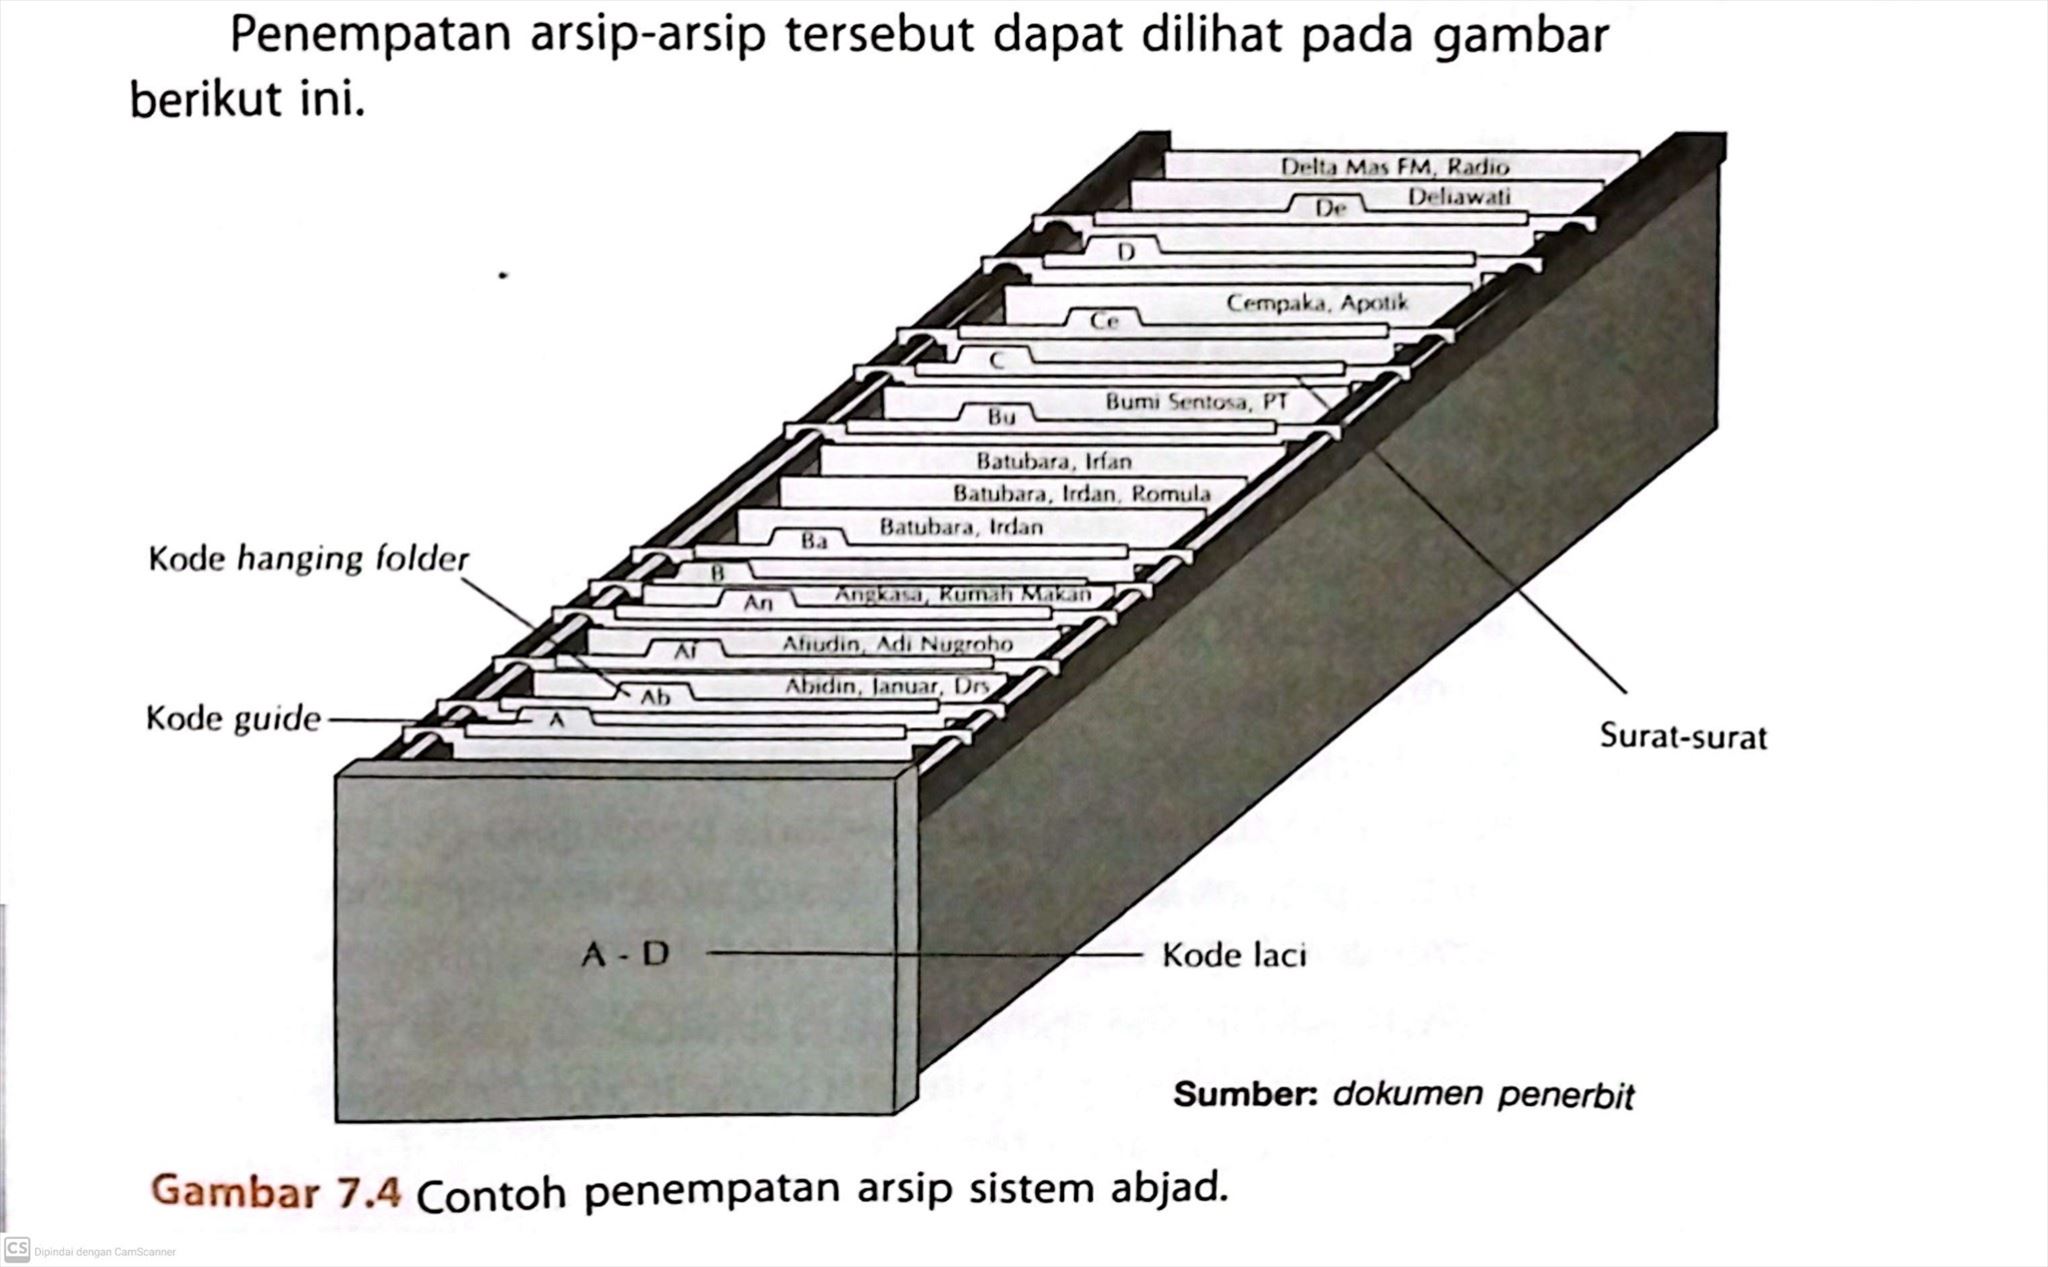 Penempatan arsip-arsip tersebut dapat dilihat pada gambar
berikut ini.
Delta Mas FM, Radio
Deliawati
De
D
Cempaka, Apotik
Ce
C
Bumi Sentosa, PT
Bu
Batubara, Irfan
Batubara, Irdan, Romula
Batubara, Irdan
Ba
B
Angkasa, Rumah Makan
An
Afiudin, Adi Nugroho
Af
Abidin, Januar, Drs
Ab
A
Kode hanging folder
Kode guide
Surat-surat
A - D
Kode laci
Sumber: dokumen penerbit
Gambar 7.4 Contoh penempatan arsip sistem abjad.
CS Dipindai dengan CamScanner